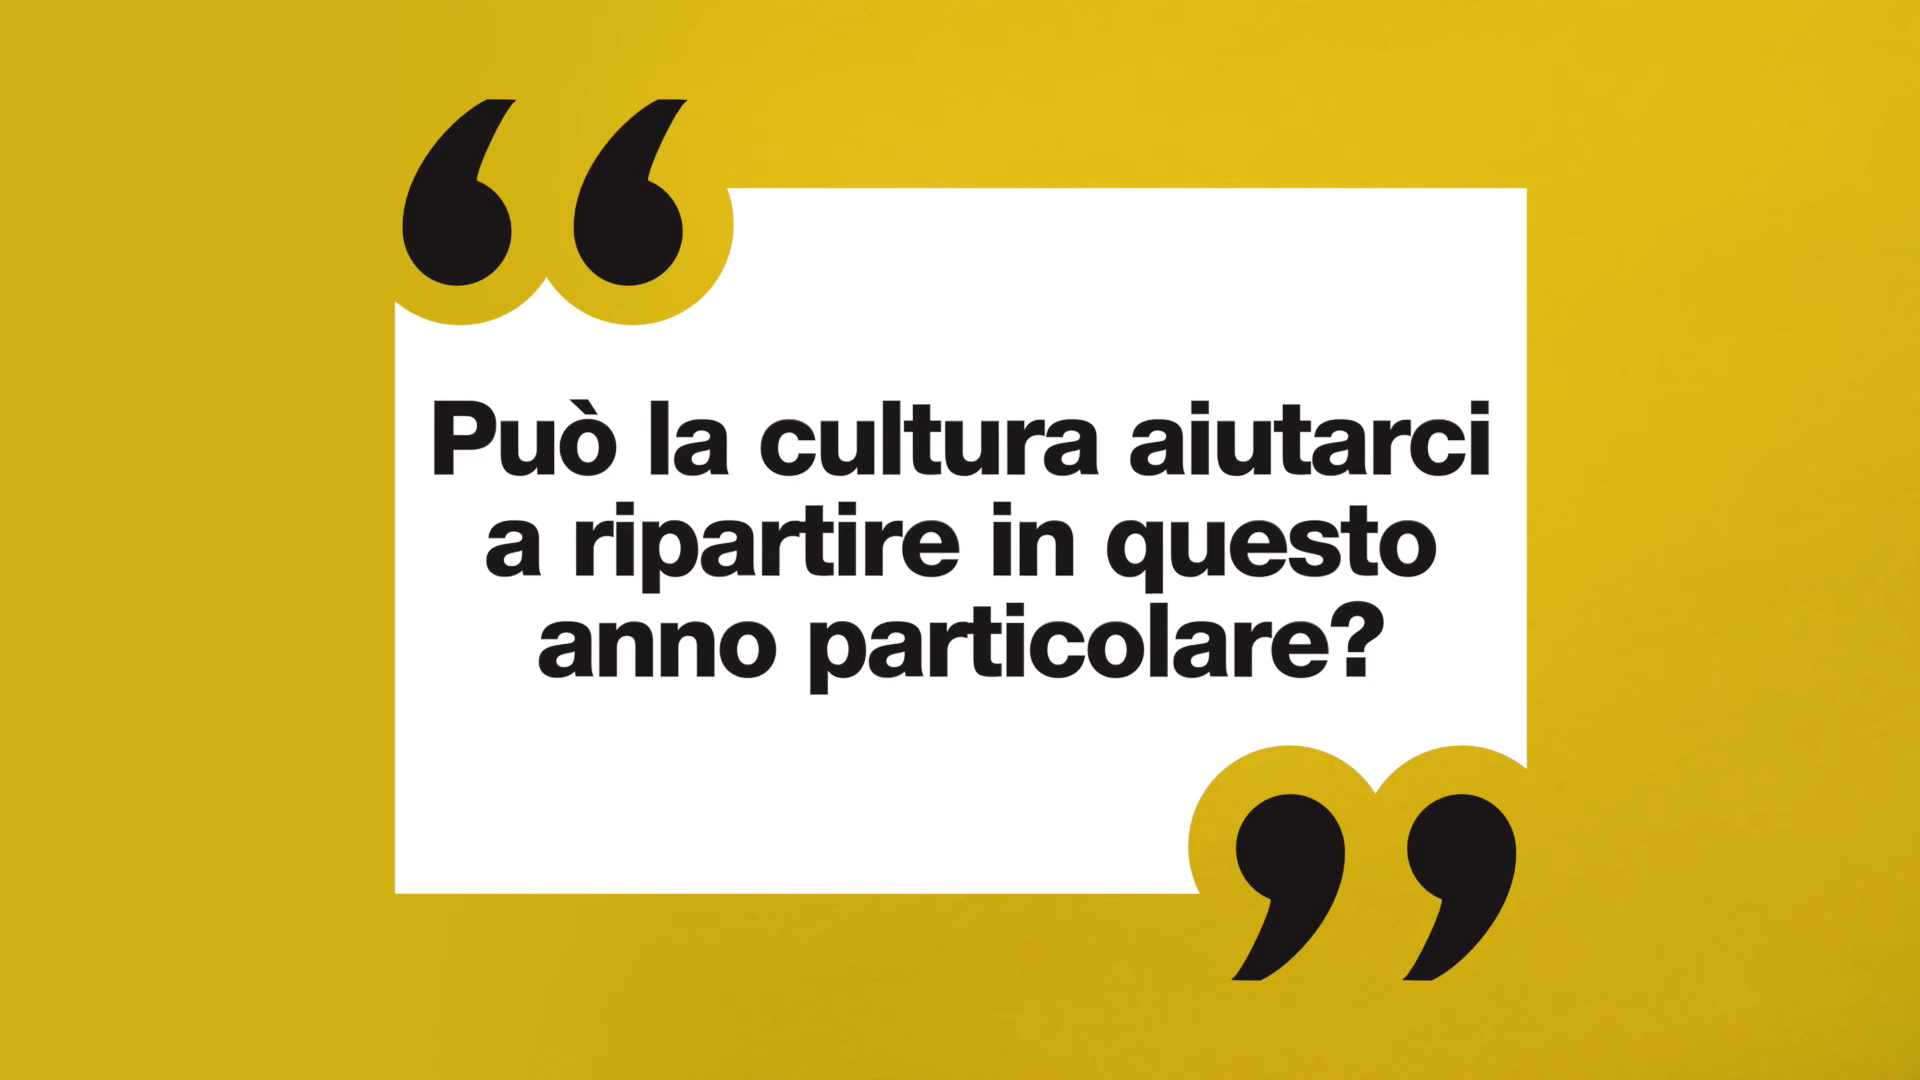 “
Può la cultura aiutarci
a ripartire in questo
anno particolare?
”